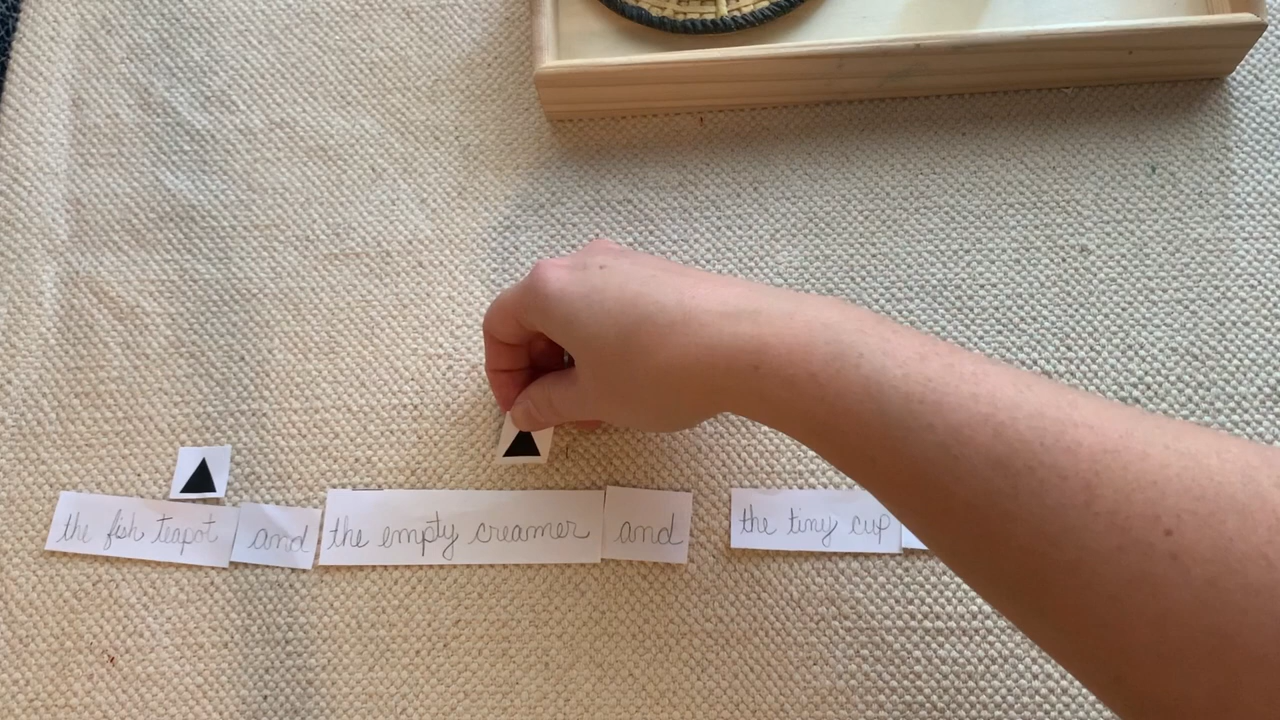 the fish teapot and the empty creamer and the tiny cup